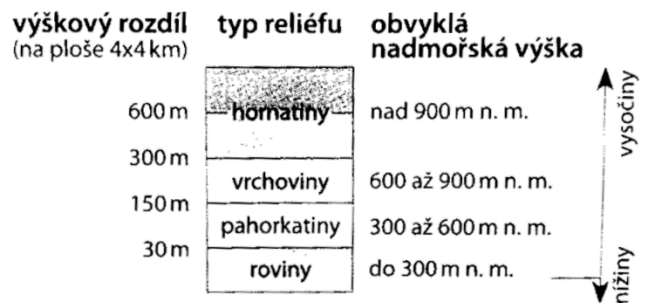 výškový rozdíl typ reliéfu obvyklá
(na ploše 4x4 km) nadmořská výška
600 m hornatiny nad 900 m n. m.
300 m
vrchoviny 600 až 900 m n. m.
150 m
pahorkatiny 300 až 600 m n. m.
30 m
roviny do 300 m n. m.
vysočiny
nížiny